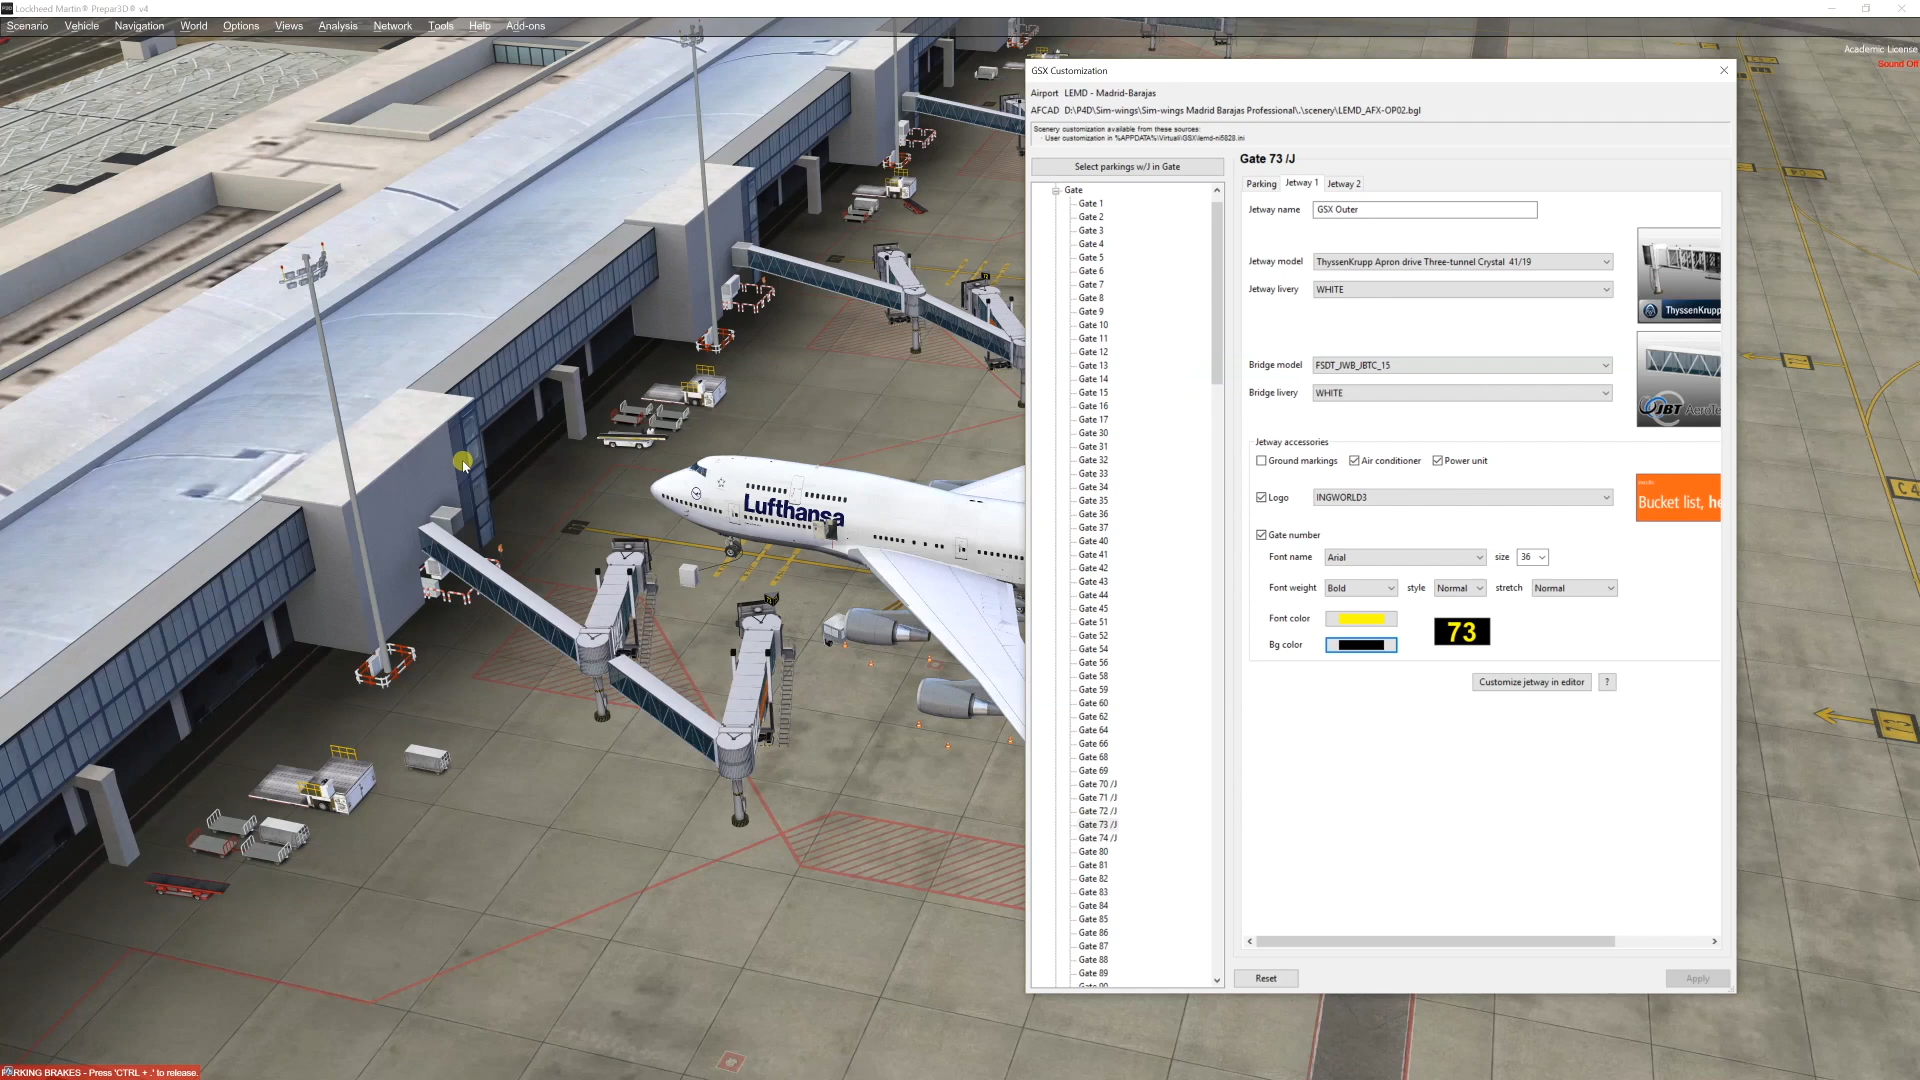 Lockheed Martin® Prepar3D® v4
Scenario Vehicle Navigation World Options Views Analysis Network Tools Help Add-ons
Academic License
Sound Off
GSX Customization
Airport LEMD - Madrid-Barajas
AFCAD D:\P4D\Sim-wings\Sim-wings Madrid Barajas Professional\.\scenery\LEMD_AFX-OP02.bgl
Scenery customization available from these sources:
Select parkings w/J in Gate
Gate
Gate 1
Gate 2
Gate 3
Gate 4
Gate 5
Gate 6
Gate 7
Gate 8
Gate 9
Gate 10
Gate 11
Gate 12
Gate 13
Gate 14
Gate 15
Gate 16
Gate 17
Gate 30
Gate 31
Gate 32
Gate 33
Gate 34
Gate 35
Gate 36
Gate 37
Gate 40
Gate 41
Gate 42
Gate 43
Gate 44
Gate 45
Gate 51
Gate 52
Gate 54
Gate 56
Gate 58
Gate 59
Gate 60
Gate 62
Gate 64
Gate 66
Gate 68
Gate 69
Gate 70 /J
Gate 71 /J
Gate 72 /J
Gate 73 /J
Gate 74 /J
Gate 80
Gate 81
Gate 82
Gate 83
Gate 84
Gate 85
Gate 86
Gate 87
Gate 88
Gate 89
Gate 90
Gate 73 /J
Parking Jetway 1 Jetway 2
Jetway name GSX Outer
Jetway model ThyssenKrupp Apron drive Three-tunnel Crystal 41/19
Jetway livery WHITE
ThyssenKrupp
Bridge model FSDT_JWB_JBTC_15
Bridge livery WHITE
JBT AeroTe
Jetway accessories
Ground markings Air conditioner Power unit
Logo INGWORLD3
Bucket list, he
Gate number
Font name Arial size 36
Font weight Bold style Normal stretch Normal
Font color
Bg color
73
Customize jetway in editor ?
Reset
Apply
Lufthansa
PARKING BRAKES - Press 'CTRL + .' to release.